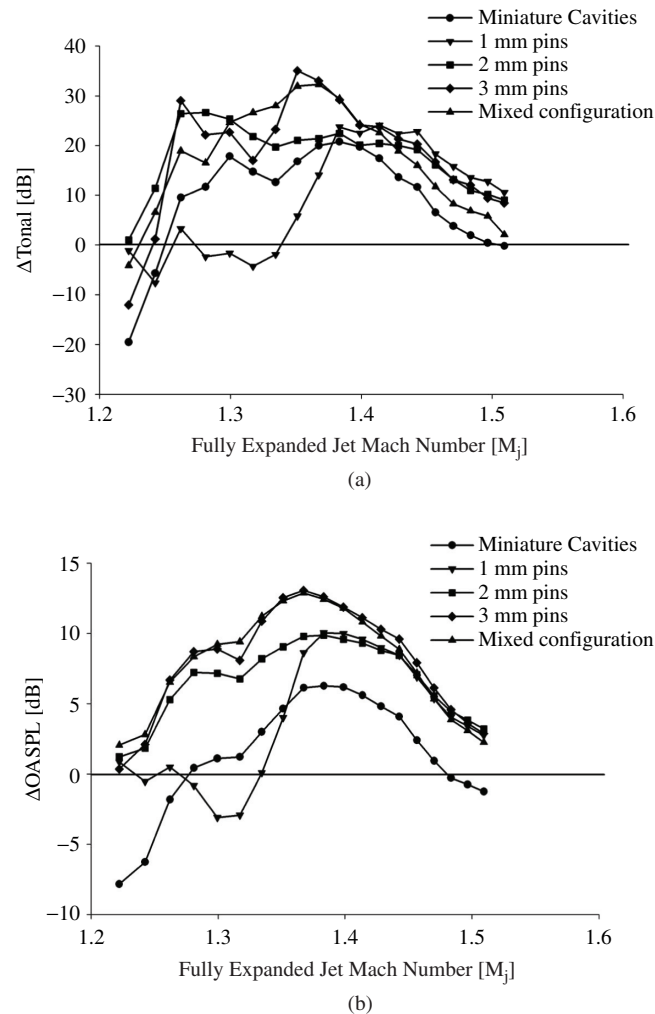 Miniature Cavities
1 mm pins
2 mm pins
3 mm pins
Mixed configuration
40
30
20
10
0
−10
−20
−30
ΔTonal [dB]
1.2 1.3 1.4 1.5 1.6
Fully Expanded Jet Mach Number [Mj]
(a)
Miniature Cavities
1 mm pins
2 mm pins
3 mm pins
Mixed configuration
15
10
5
0
−5
−10
ΔOASPL [dB]
1.2 1.3 1.4 1.5 1.6
Fully Expanded Jet Mach Number [Mj]
(b)